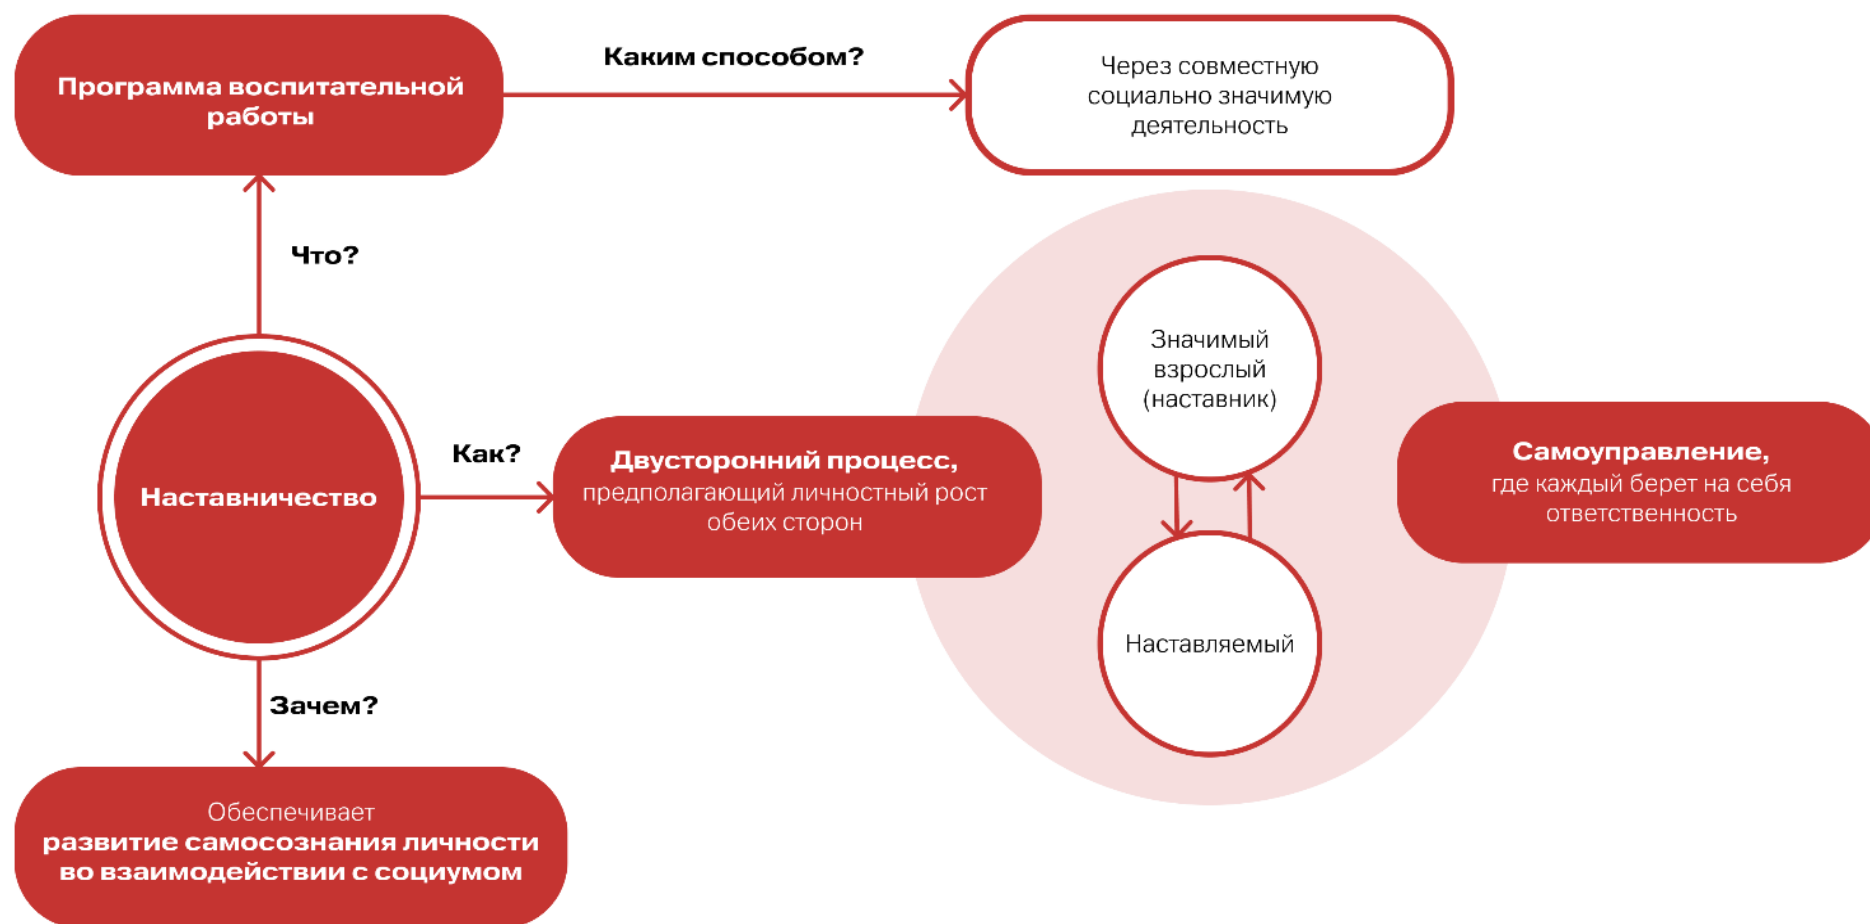 Программа воспитательной
работы
Каким способом?
Через совместную
социально значимую
деятельность
Что?
Наставничество
Как?
Двусторонний процесс,
предполагающий личностный рост
обеих сторон
Значимый
взрослый
(наставник)
Наставляемый
Самоуправление,
где каждый берет на себя
ответственность
Зачем?
Обеспечивает
развитие самосознания личности
во взаимодействии с социумом